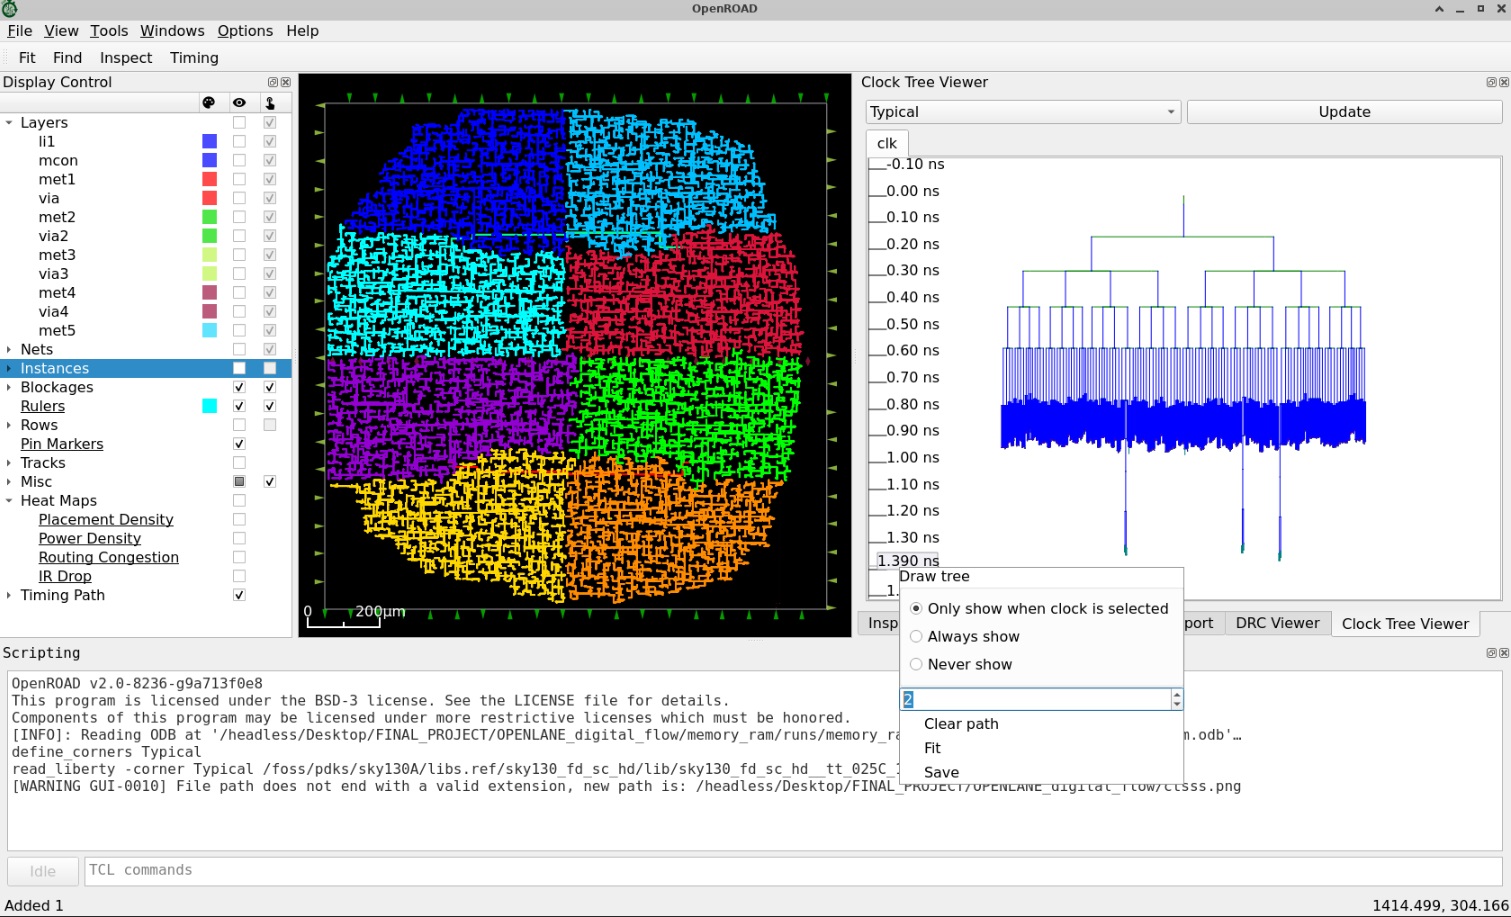 OpenROAD
File View Tools Windows Options Help
Fit Find Inspect Timing
Display Control
Layers
li1
mcon
met1
via
met2
via2
met3
via3
met4
via4
met5
Nets
Instances
Blockages
Rulers
Rows
Pin Markers
Tracks
Misc
Heat Maps
Placement Density
Power Density
Routing Congestion
IR Drop
Timing Path
0 200μm
Clock Tree Viewer
Typical Update
clk
-0.10 ns
0.00 ns
0.10 ns
0.20 ns
0.30 ns
0.40 ns
0.50 ns
0.60 ns
0.70 ns
0.80 ns
0.90 ns
1.00 ns
1.10 ns
1.20 ns
1.30 ns
1.390 ns
1.
Draw tree
Only show when clock is selected
Always show
Never show
2
Clear path
Fit
Save
Insp port DRC Viewer Clock Tree Viewer
Scripting
OpenROAD v2.0-8236-g9a713f0e8
This program is licensed under the BSD-3 license. See the LICENSE file for details.
Components of this program may be licensed under more restrictive licenses which must be honored.
[INFO]: Reading ODB at '/headless/Desktop/FINAL_PROJECT/OPENLANE_digital_flow/memory_ram/runs/memory_ra m.odb'…
define_corners Typical
read_liberty -corner Typical /foss/pdks/sky130A/libs.ref/sky130_fd_sc_hd/lib/sky130_fd_sc_hd__tt_025C_1
[WARNING GUI-0010] File path does not end with a valid extension, new path is: /headless/Desktop/FINAL_PROJECT/OPENLANE_digital_flow/clsss.png
Idle TCL commands
Added 1 1414.499, 304.166